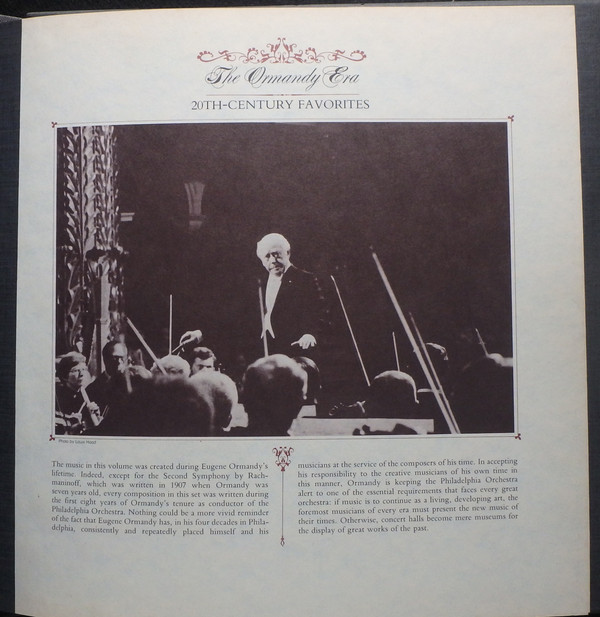 The Ormandy Era
20TH-CENTURY FAVORITES
The music in this volume was created during Eugene Ormandy's
lifetime. Indeed, except for the Second Symphony by Rach-
maninoff, which was written in 1907 when Ormandy was
seven years old, every composition in this set was written during
the first eight years of Ormandy's tenure as conductor of the
Philadelphia Orchestra. Nothing could be a more vivid reminder
of the fact that Eugene Ormandy has, in his four decades in Phila-
delphia, consistently and repeatedly placed himself and his
musicians at the service of the composers of his time. In accepting
his responsibility to the creative musicians of his own time in
this manner, Ormandy is keeping the Philadelphia Orchestra
alert to one of the essential requirements that faces every great
orchestra: if music is to continue as a living, developing art, the
foremost musicians of every era must present the new music of
their times. Otherwise, concert halls become mere museums for
the display of great works of the past.